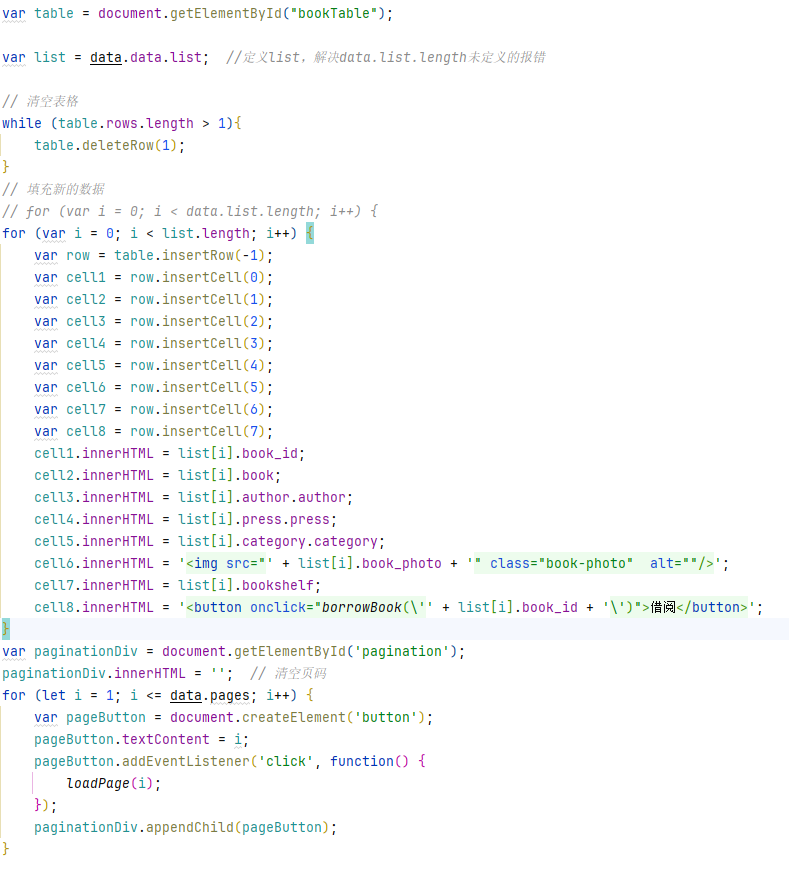 var table = document.getElementById("bookTable");
var list = data.data.list;  //定义list，解决data.list.length未定义的报错
// 清空表格
while (table.rows.length > 1){
    table.deleteRow(1);
}
// 填充新的数据
// for (var i = 0; i < data.list.length; i++) {
for (var i = 0; i < list.length; i++) {
    var row = table.insertRow(-1);
    var cell1 = row.insertCell(0);
    var cell2 = row.insertCell(1);
    var cell3 = row.insertCell(2);
    var cell4 = row.insertCell(3);
    var cell5 = row.insertCell(4);
    var cell6 = row.insertCell(5);
    var cell7 = row.insertCell(6);
    var cell8 = row.insertCell(7);
    cell1.innerHTML = list[i].book_id;
    cell2.innerHTML = list[i].book;
    cell3.innerHTML = list[i].author.author;
    cell4.innerHTML = list[i].press.press;
    cell5.innerHTML = list[i].category.category;
    cell6.innerHTML = '<img src="' + list[i].book_photo + '" class="book-photo"  alt=""/>';
    cell7.innerHTML = list[i].bookshelf;
    cell8.innerHTML = '<button onclick="borrowBook(\'' + list[i].book_id + '\')">借阅</button>';
}
var paginationDiv = document.getElementById('pagination');
paginationDiv.innerHTML = '';  // 清空页码
for (let i = 1; i <= data.pages; i++) {
    var pageButton = document.createElement('button');
    pageButton.textContent = i;
    pageButton.addEventListener('click', function() {
        loadPage(i);
    });
    paginationDiv.appendChild(pageButton);
}